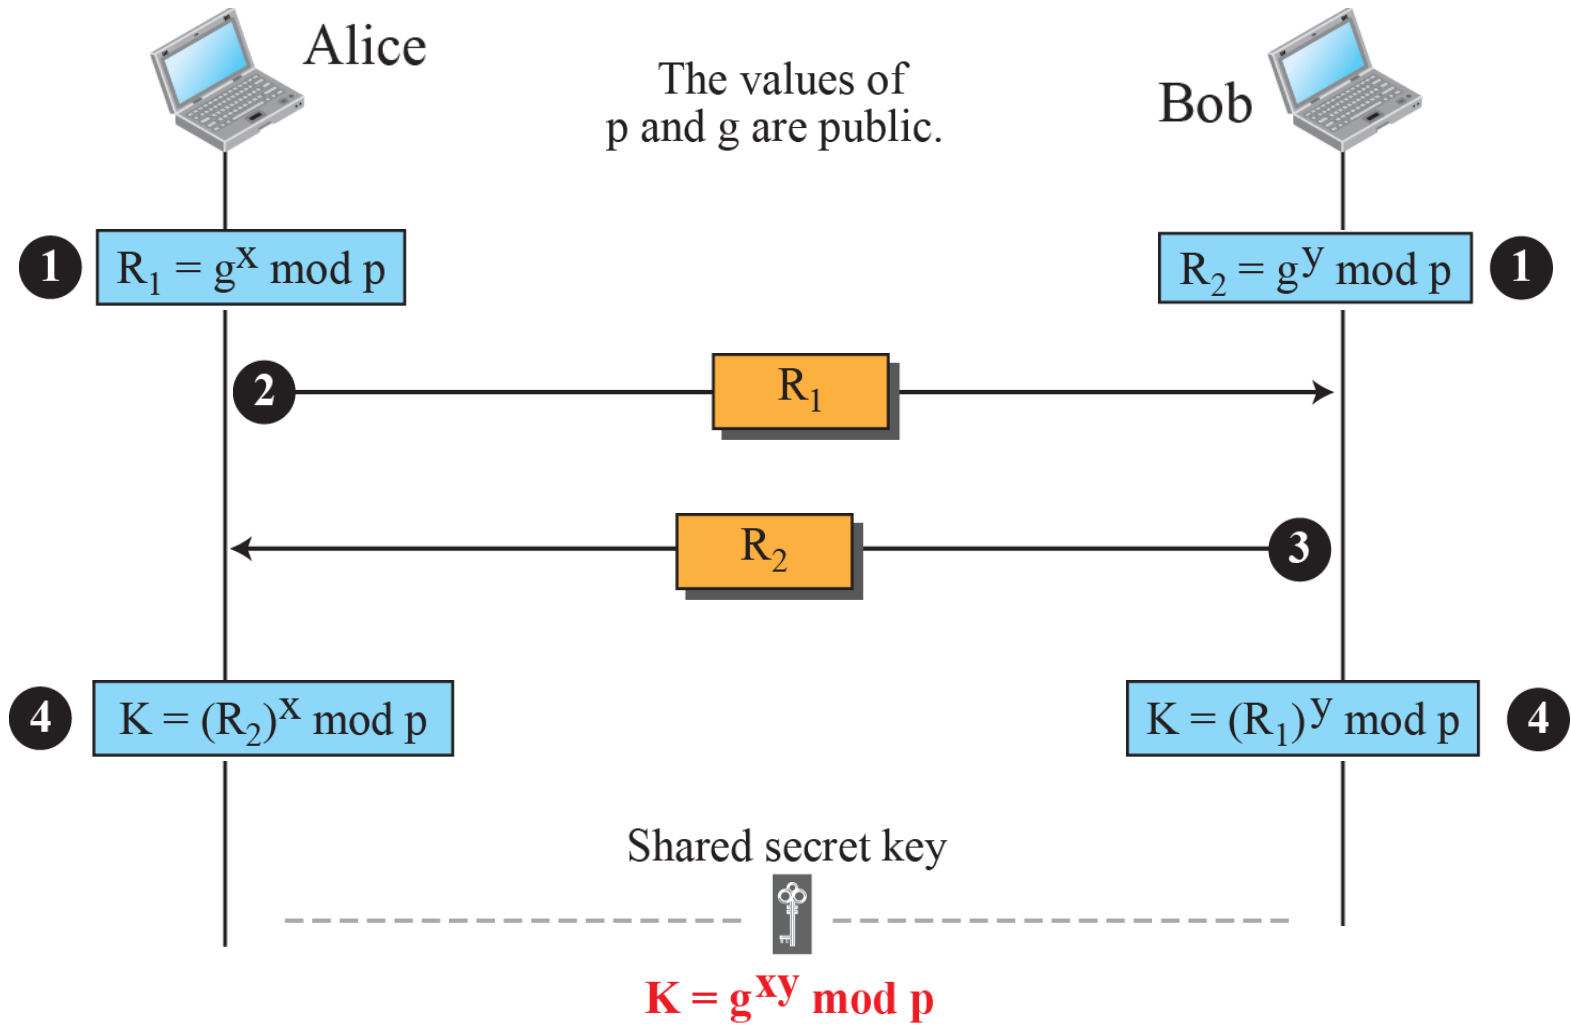 Alice
The values of
p and g are public.
Bob
1
R₁ = gˣ mod p
R₂ = gʸ mod p
1
2
R₁
R₂
3
4
K = (R₂)ˣ mod p
K = (R₁)ʸ mod p
4
Shared secret key
K = gˣʸ mod p